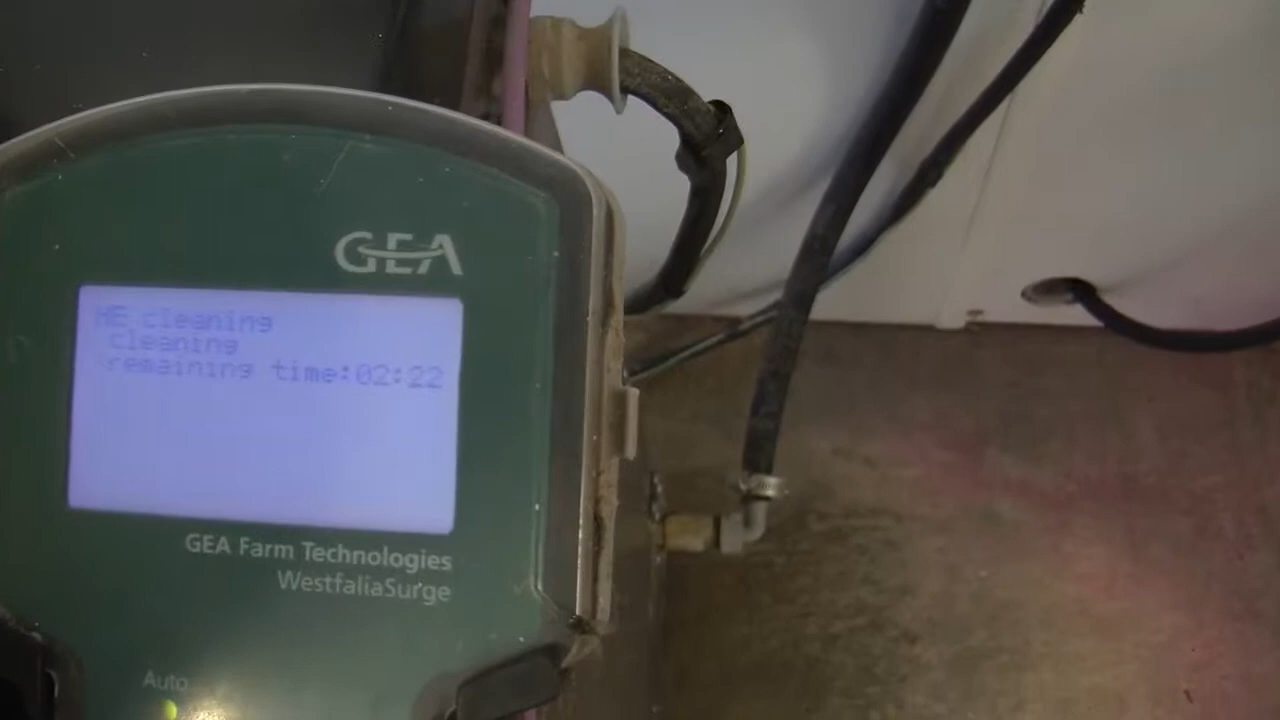 GEA
HE cleaning
cleaning
remaining time:02:22
GEA Farm Technologies
WestfaliaSurge
Auto